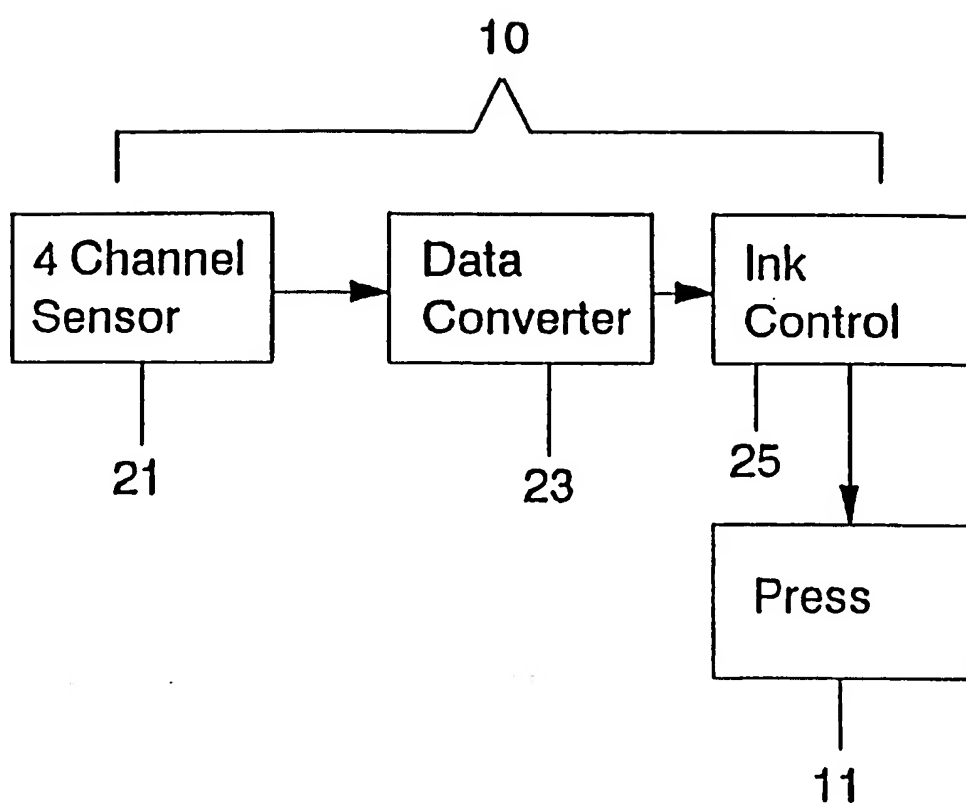 10
4 Channel
Sensor
Data
Converter
Ink
Control
21
23
25
Press
11